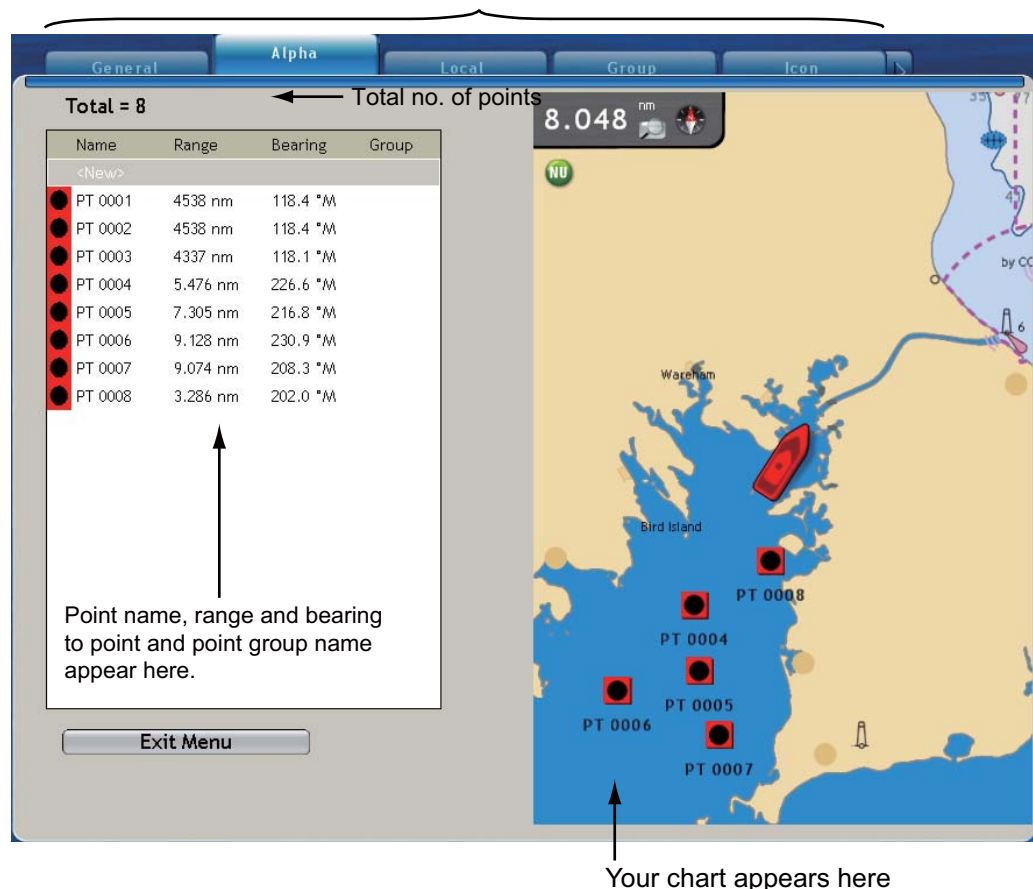 General
Alpha
Local
Group
Icon
Total = 8
Total no. of points
Name Range Bearing Group
<New>
PT 0001 4538 nm 118.4 °M
PT 0002 4538 nm 118.4 °M
PT 0003 4337 nm 118.1 °M
PT 0004 5.476 nm 226.6 °M
PT 0005 7.305 nm 216.8 °M
PT 0006 9.128 nm 230.9 °M
PT 0007 9.074 nm 208.3 °M
PT 0008 3.286 nm 202.0 °M
Point name, range and bearing
to point and point group name
appear here.
Exit Menu
8.048 nm
NU
by CC
6
Wareham
Bird Island
PT 0008
PT 0004
PT 0005
PT 0006
PT 0007
Your chart appears here